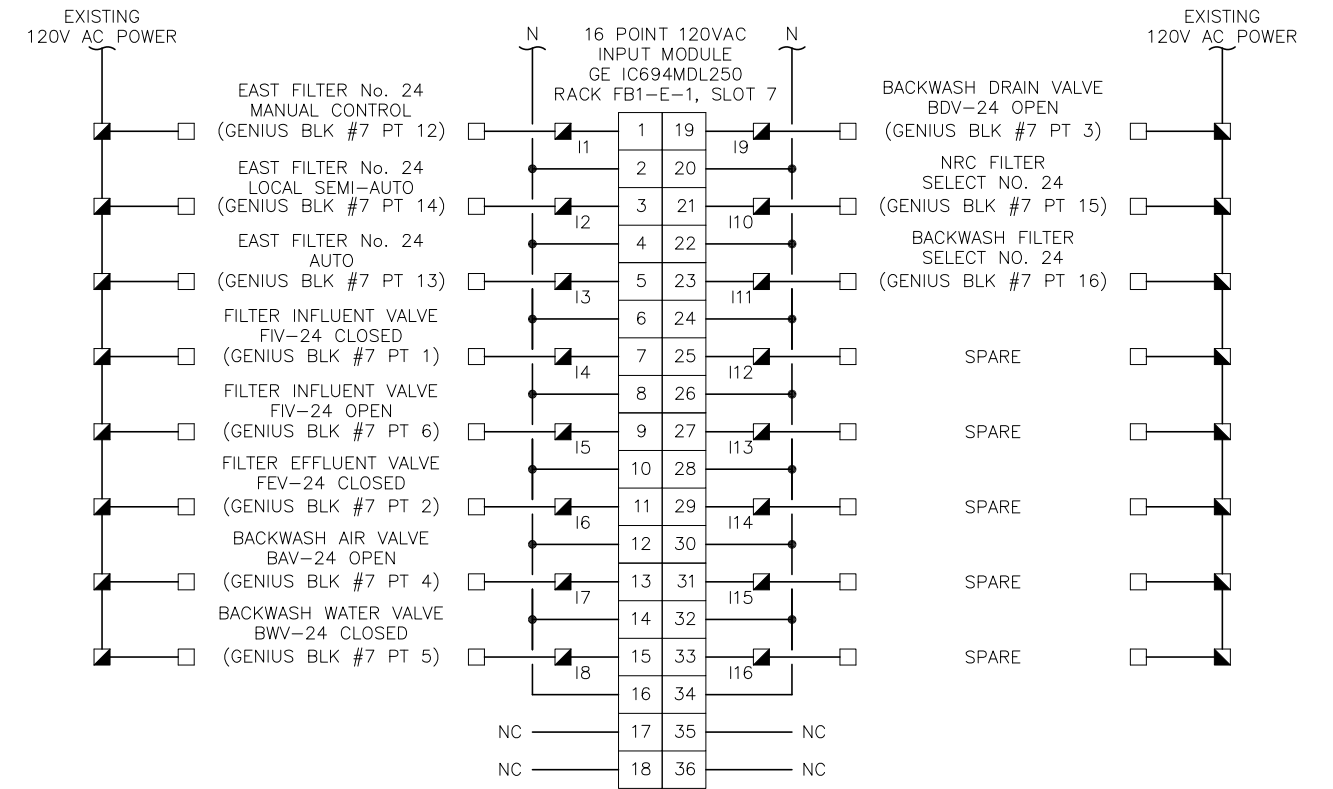 EXISTING
120V AC POWER
N
16 POINT 120VAC
INPUT MODULE
GE IC694MDL250
RACK FB1-E-1, SLOT 7
N
EXISTING
120V AC POWER
EAST FILTER No. 24
MANUAL CONTROL
(GENIUS BLK #7 PT 12)
I1
1
19
I9
BACKWASH DRAIN VALVE
BDV-24 OPEN
(GENIUS BLK #7 PT 3)
2
20
EAST FILTER No. 24
LOCAL SEMI-AUTO
(GENIUS BLK #7 PT 14)
I2
3
21
I10
NRC FILTER
SELECT NO. 24
(GENIUS BLK #7 PT 15)
4
22
EAST FILTER No. 24
AUTO
(GENIUS BLK #7 PT 13)
I3
5
23
I11
BACKWASH FILTER
SELECT NO. 24
(GENIUS BLK #7 PT 16)
6
24
FILTER INFLUENT VALVE
FIV-24 CLOSED
(GENIUS BLK #7 PT 1)
I4
7
25
I12
SPARE
8
26
FILTER INFLUENT VALVE
FIV-24 OPEN
(GENIUS BLK #7 PT 6)
I5
9
27
I13
SPARE
10
28
FILTER EFFLUENT VALVE
FEV-24 CLOSED
(GENIUS BLK #7 PT 2)
I6
11
29
I14
SPARE
12
30
BACKWASH AIR VALVE
BAV-24 OPEN
(GENIUS BLK #7 PT 4)
I7
13
31
I15
SPARE
14
32
BACKWASH WATER VALVE
BWV-24 CLOSED
(GENIUS BLK #7 PT 5)
I8
15
33
I16
SPARE
16
34
NC
17
35
NC
NC
18
36
NC